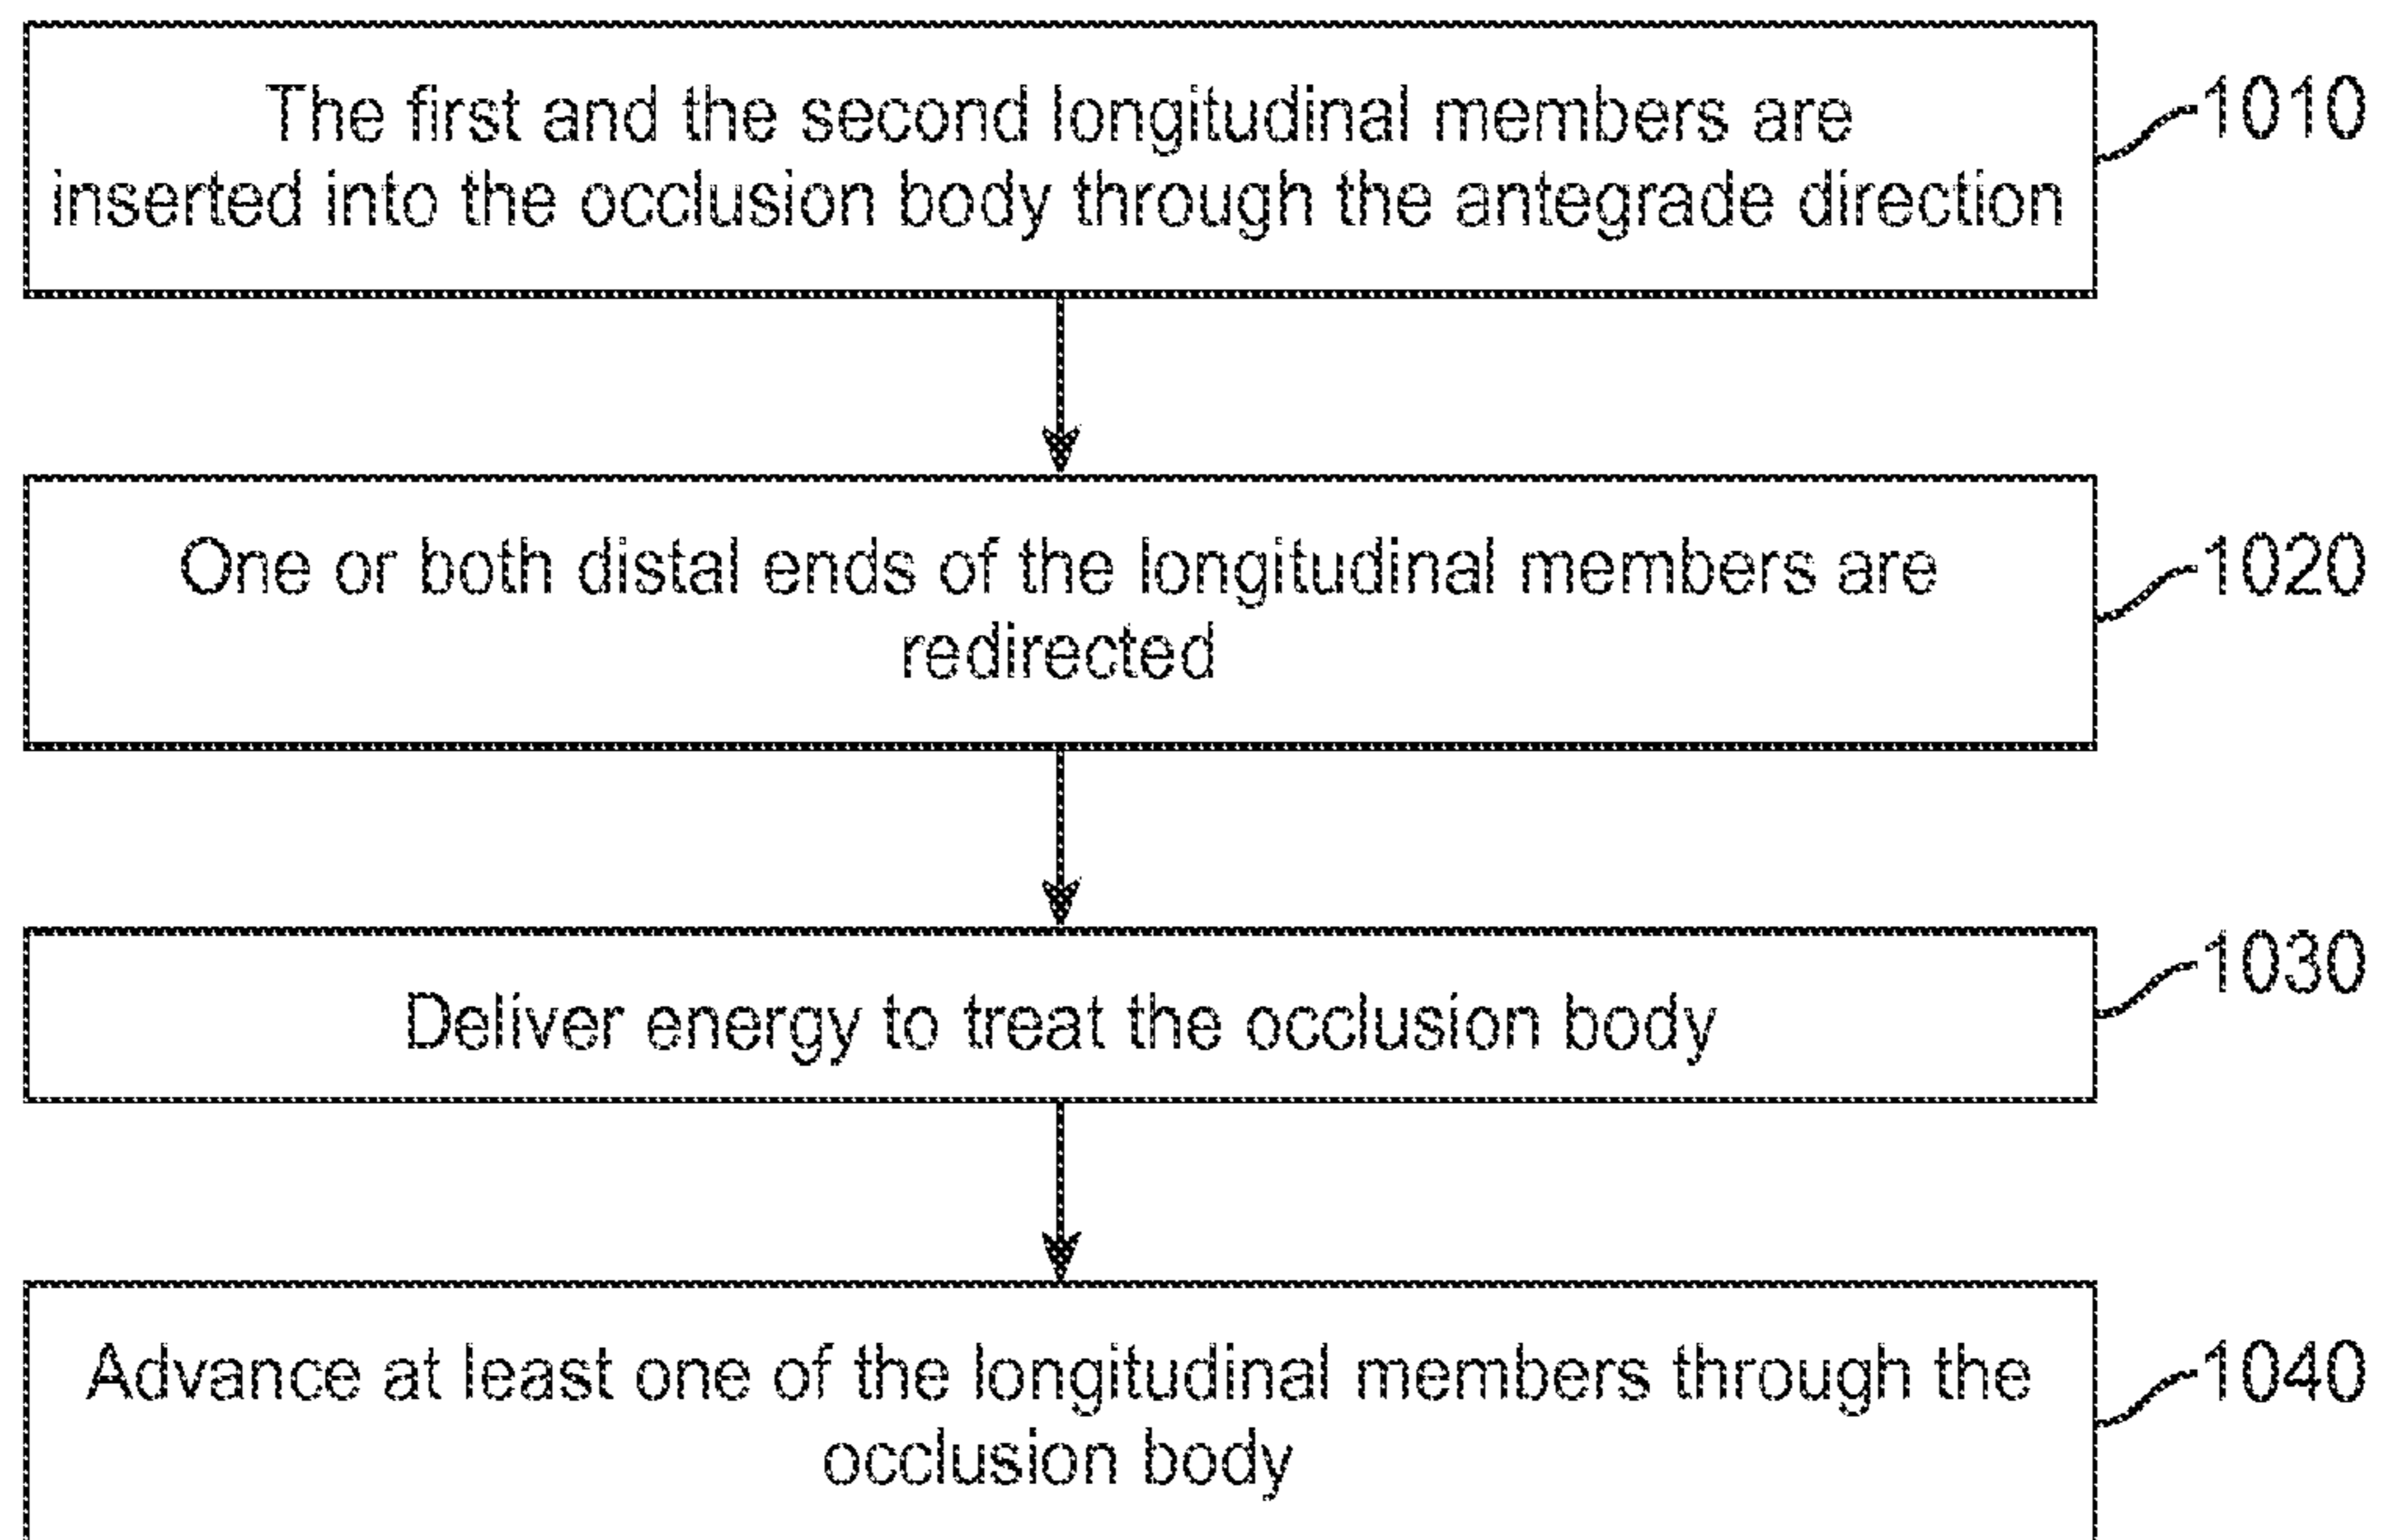 The first and the second longitudinal members are
inserted into the occlusion body through the antegrade direction
1010
One or both distal ends of the longitudinal members are
redirected
1020
Deliver energy to treat the occlusion body
1030
Advance at least one of the longitudinal members through the
occlusion body
1040